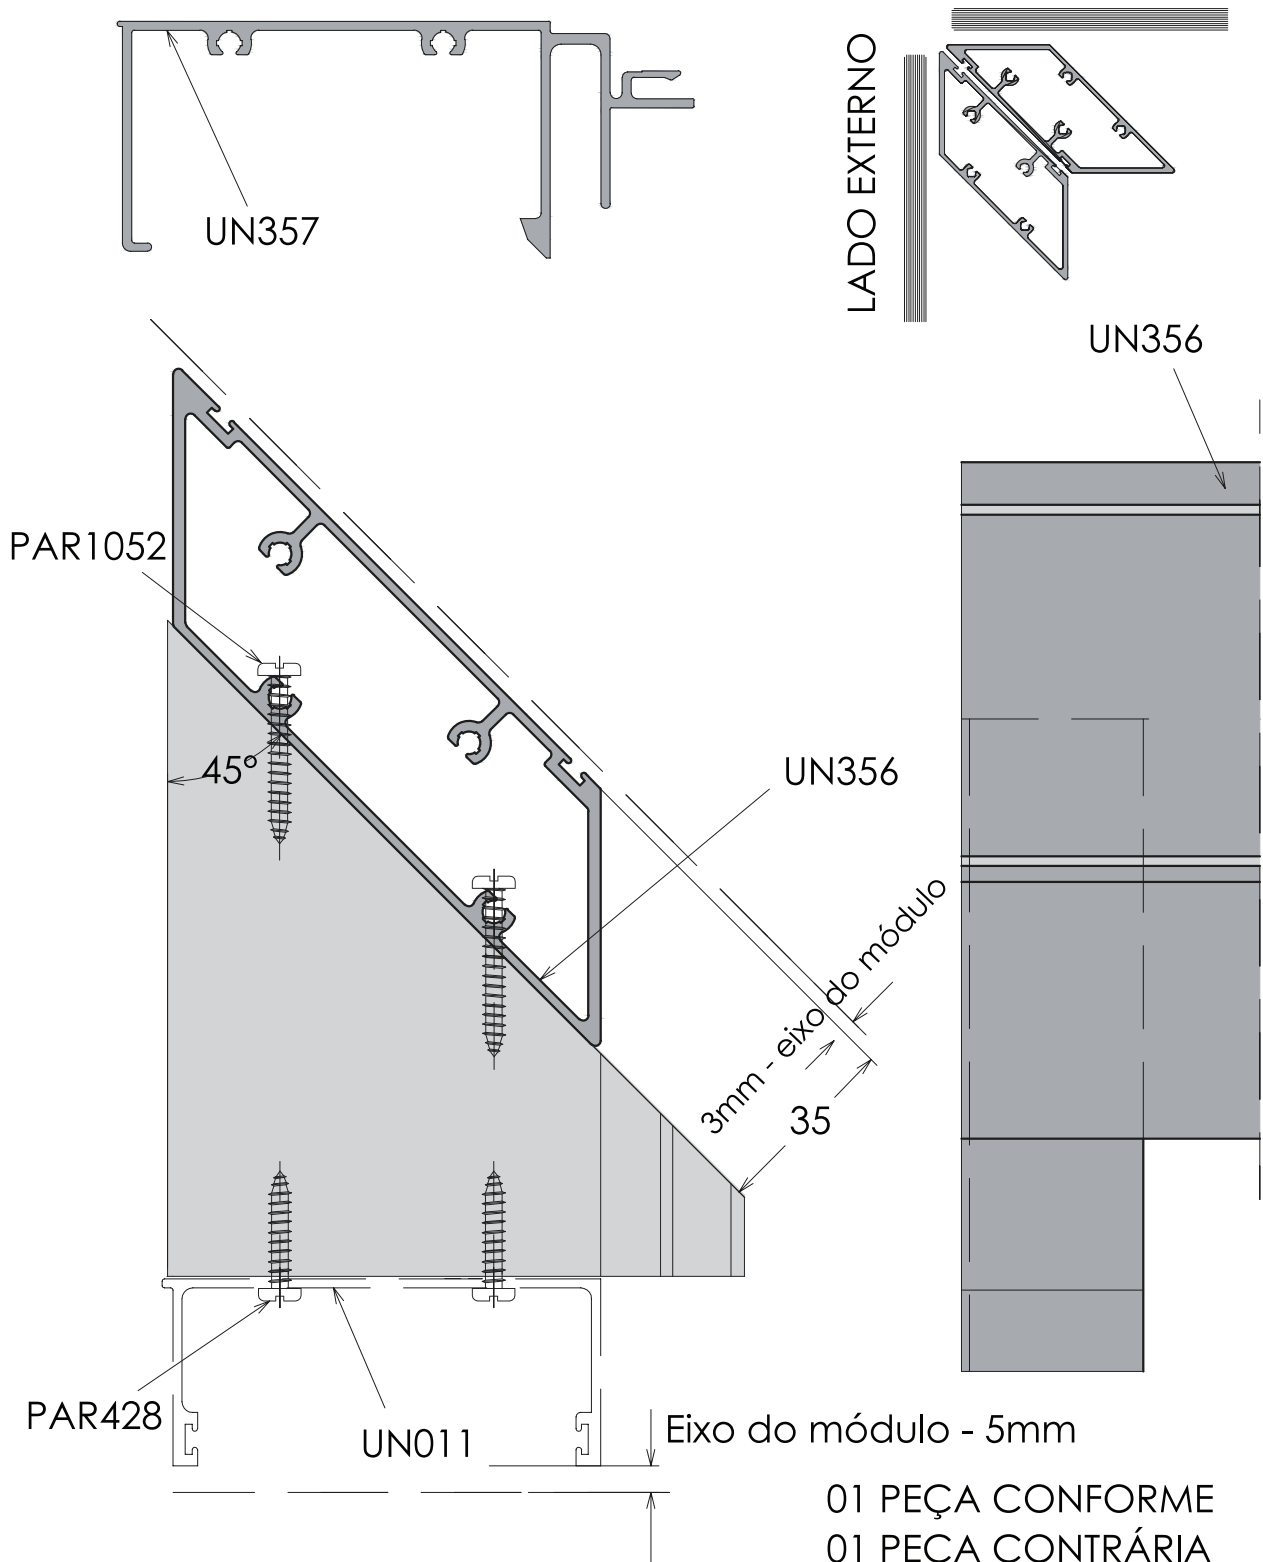 UN357
LADO EXTERNO
UN356
PAR1052
45°
UN356
3mm - eixo do módulo
35
PAR428
UN011
Eixo do módulo - 5mm
01 PEÇA CONFORME
01 PEÇA CONTRÁRIA